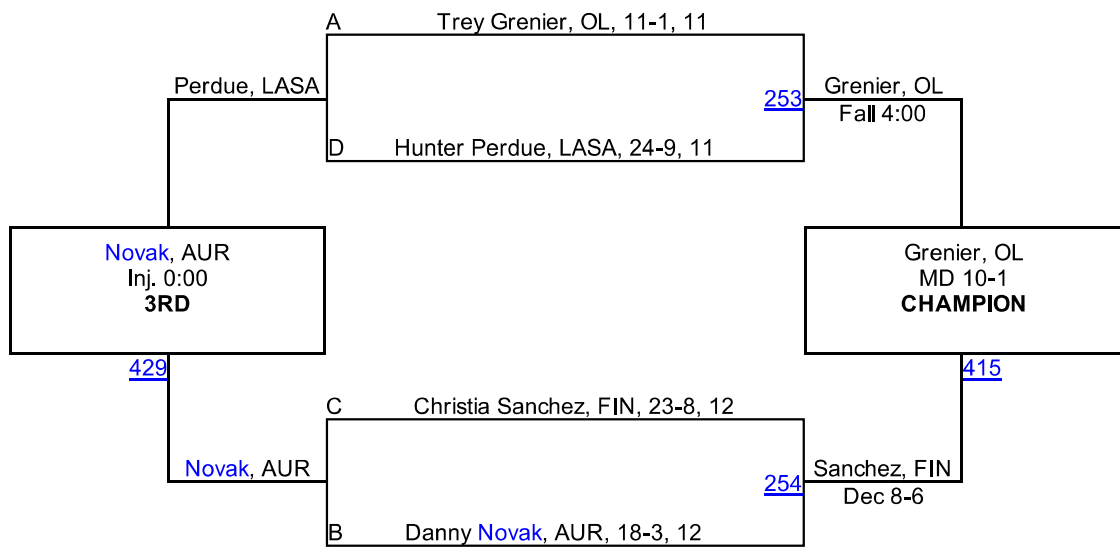 A
Trey Grenier, OL, 11-1, 11
Perdue, LASA
253
Grenier, OL
Fall 4:00
D
Hunter Perdue, LASA, 24-9, 11
Novak, AUR
Inj. 0:00
3RD
Grenier, OL
MD 10-1
CHAMPION
429
415
C
Christia Sanchez, FIN, 23-8, 12
Novak, AUR
254
Sanchez, FIN
Dec 8-6
B
Danny Novak, AUR, 18-3, 12